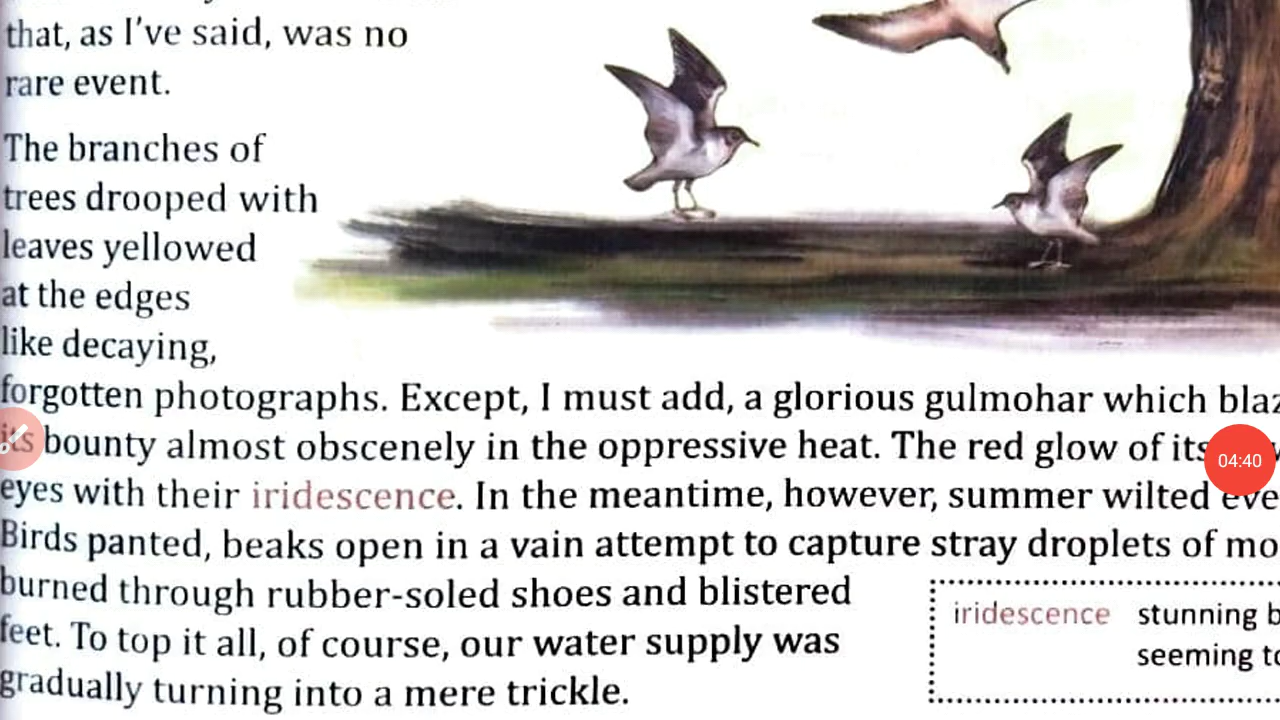 that, as I've said, was no
rare event.
The branches of
trees drooped with
leaves yellowed
at the edges
like decaying,
forgotten photographs. Except, I must add, a glorious gulmohar which
its bounty almost obscenely in the oppressive heat. The red glow of its
eyes with their iridescence. In the meantime, however, summer wilted
Birds panted, beaks open in a vain attempt to capture stray droplets of
burned through rubber-soled shoes and blistered
feet. To top it all, of course, our water supply was
gradually turning into a mere trickle.
iridescence stunning
seeming
04:40